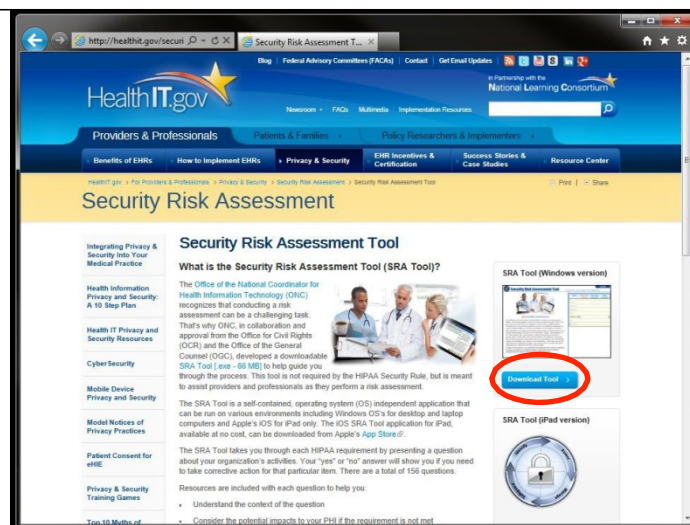 http://healthit.gov/securi
Security Risk Assessment T...
Blog | Federal Advisory Committees (FACAs) | Contact | Get Email Updates
in Partnership with the
National Learning Consortium
HealthIT.gov
Newsroom FAQs Multimedia Implementation Resources
Providers & Professionals
Patients & Families
Policy Researchers & Implementers
Benefits of EHRs
How to Implement EHRs
Privacy & Security
EHR Incentives &
Certification
Success Stories &
Case Studies
Resource Center
HealthIT.gov > For Providers & Professionals > Privacy & Security > Security Risk Assessment > Security Risk Assessment Tool
Print | Share
Security Risk Assessment
Integrating Privacy &
Security Into Your
Medical Practice
Health Information
Privacy and Security:
A 10 Step Plan
Health IT Privacy and
Security Resources
CyberSecurity
Mobile Device
Privacy and Security
Model Notices of
Privacy Practices
Patient Consent for
eHIE
Privacy & Security
Training Games
Top 10 Myths of
Security Risk Assessment Tool
What is the Security Risk Assessment Tool (SRA Tool)?
The Office of the National Coordinator for
Health Information Technology (ONC)
recognizes that conducting a risk
assessment can be a challenging task.
That's why ONC, in collaboration and
approval from the Office for Civil Rights
(OCR) and the Office of the General
Counsel (OGC), developed a downloadable
SRA Tool [.exe - 66 MB] to help guide you
through the process. This tool is not required by the HIPAA Security Rule, but is meant
to assist providers and professionals as they perform a risk assessment.
The SRA Tool is a self-contained, operating system (OS) independent application that
can be run on various environments including Windows OS's for desktop and laptop
computers and Apple's iOS for iPad only. The iOS SRA Tool application for iPad,
available at no cost, can be downloaded from Apple's App Store.
The SRA Tool takes you through each HIPAA requirement by presenting a question
about your organization's activities. Your "yes" or "no" answer will show you if you need
to take corrective action for that particular item. There are a total of 156 questions.
Resources are included with each question to help you:
• Understand the context of the question
• Consider the potential impacts to your PHI if the requirement is not met
SRA Tool (Windows version)
Download Tool >
SRA Tool (iPad version)